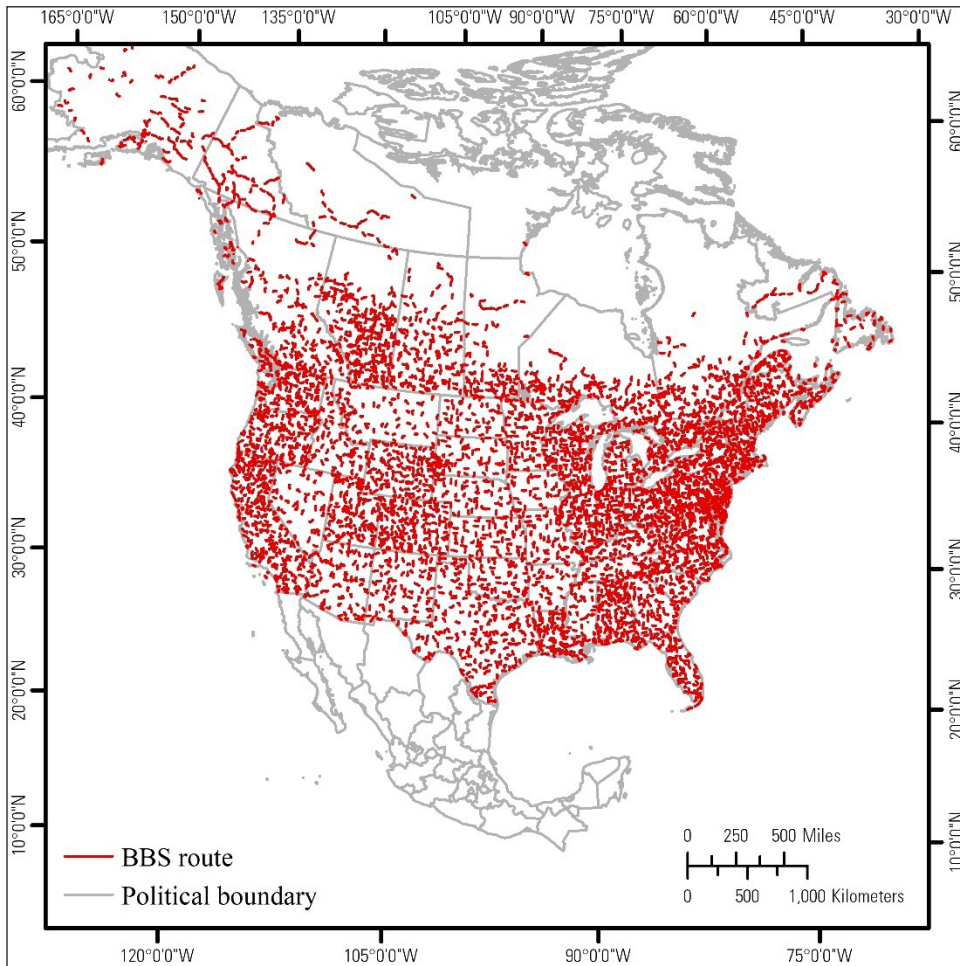 165°0'0"W 150°0'0"W 135°0'0"W 105°0'0"W 90°0'0"W 75°0'0"W 60°0'0"W 45°0'0"W 30°0'0"W
60°0'0"N
50°0'0"N
40°0'0"N
30°0'0"N
20°0'0"N
10°0'0"N
60°0'0"N
50°0'0"N
40°0'0"N
30°0'0"N
20°0'0"N
10°0'0"N
BBS route
Political boundary
0 250 500 Miles
0 500 1,000 Kilometers
120°0'0"W 105°0'0"W 90°0'0"W 75°0'0"W